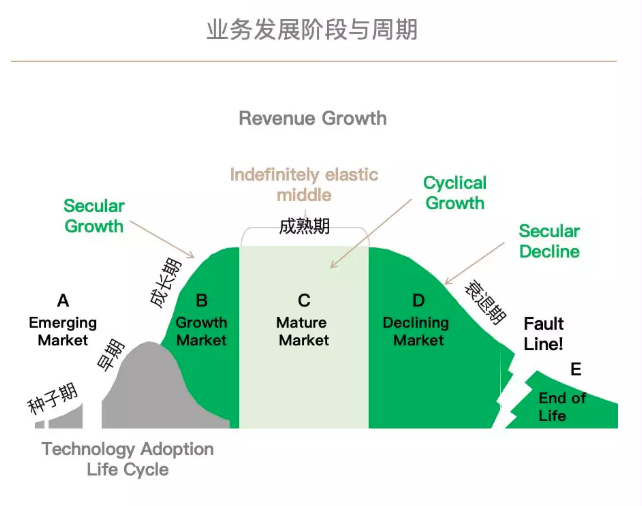 业务发展阶段与周期
Revenue Growth
Indefinitely elastic
middle
Cyclical
Growth
Secular
Growth
成熟期
Secular
Decline
成长期
衰退期
A
Emerging
Market
B
Growth
Market
C
Mature
Market
D
Declining
Market
Fault
Line!
早期
种子期
E
End of
Life
Technology Adoption
Life Cycle